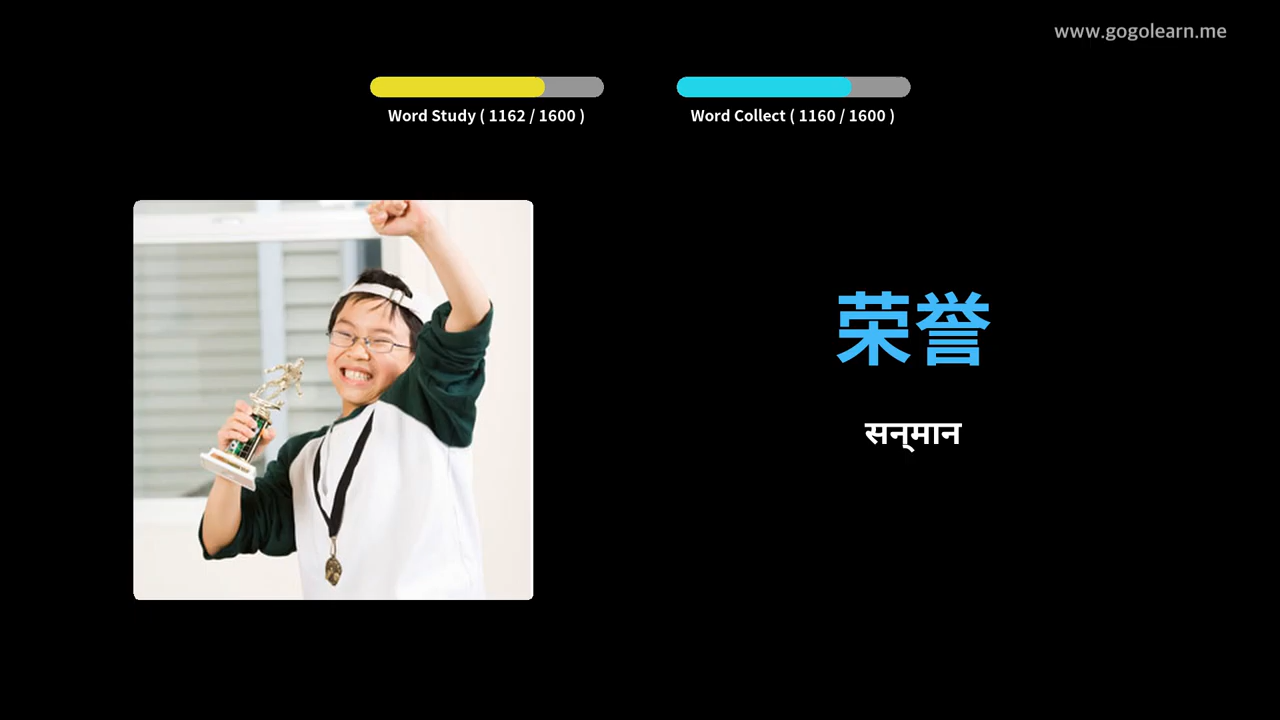 www.gogolearn.me
Word Study ( 1162 / 1600 )
Word Collect ( 1160 / 1600 )
荣誉
सन्‌मान